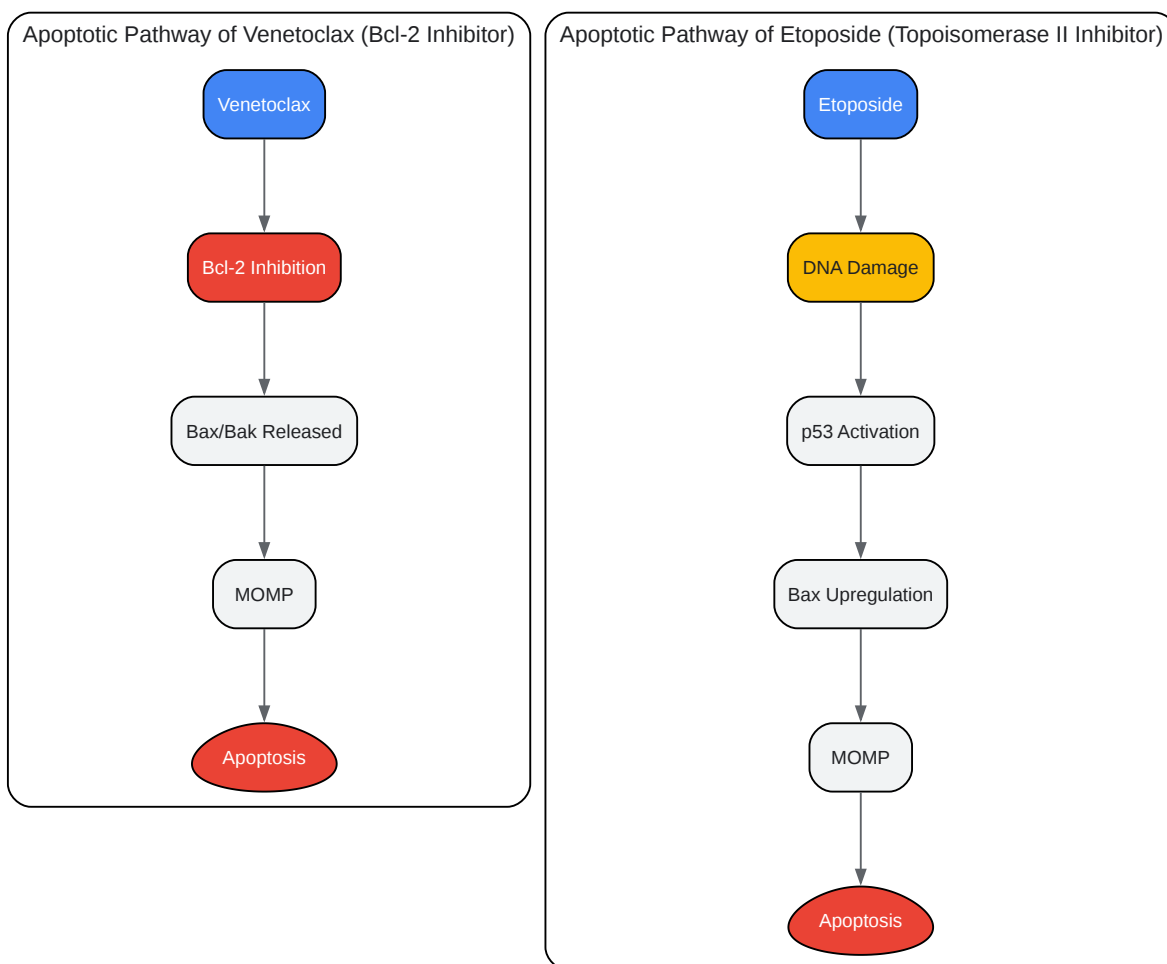 Apoptotic Pathway of Venetoclax (Bcl-2 Inhibitor)
Venetoclax
Bcl-2 Inhibition
Bax/Bak Released
MOMP
Apoptosis
Apoptotic Pathway of Etoposide (Topoisomerase II Inhibitor)
Etoposide
DNA Damage
p53 Activation
Bax Upregulation
MOMP
Apoptosis